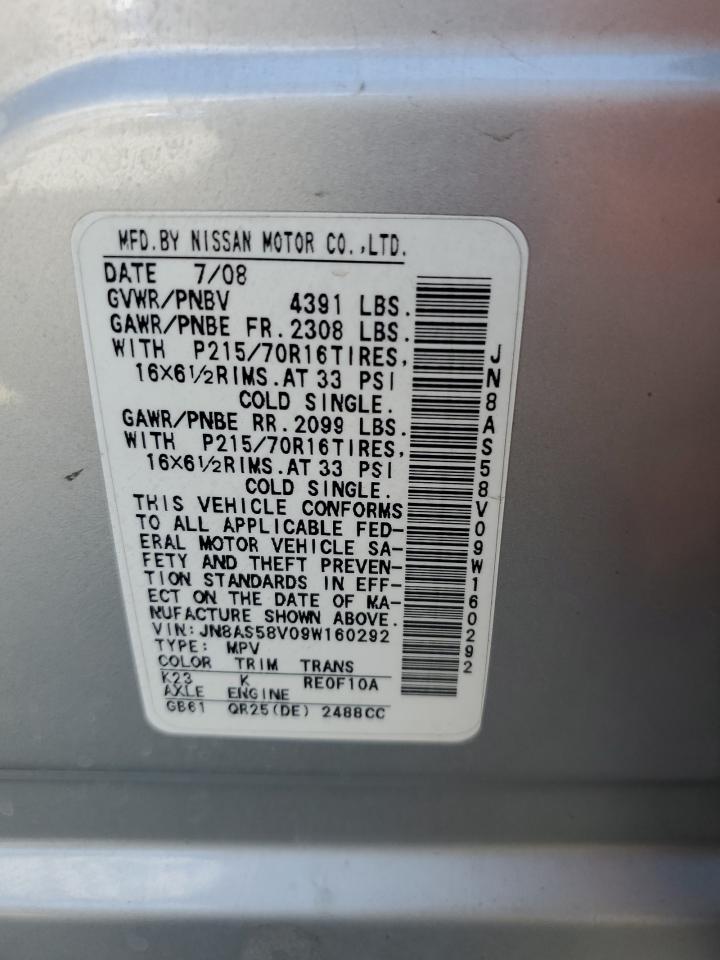 MFD.BY NISSAN MOTOR CO.,LTD.
DATE 7/08
GVWR/PNBV 4391 LBS.
GAWR/PNBE FR. 2308 LBS.
WITH P215/70R16TIRES,
16X6 1/2RIMS.AT 33 PSI
COLD SINGLE.
GAWR/PNBE RR. 2099 LBS.
WITH P215/70R16TIRES,
16X6 1/2RIMS.AT 33 PSI
COLD SINGLE.
THIS VEHICLE CONFORMS
TO ALL APPLICABLE FED-
ERAL MOTOR VEHICLE SA-
FETY AND THEFT PREVEN-
TION STANDARDS IN EFF-
ECT ON THE DATE OF MA-
NUFACTURE SHOWN ABOVE.
VIN: JN8AS58V09W160292
TYPE: MPV
COLOR TRIM TRANS
K23 K RE0F10A
AXLE ENGINE
GB61 QR25(DE) 2488CC
JN8AS58V09W160292